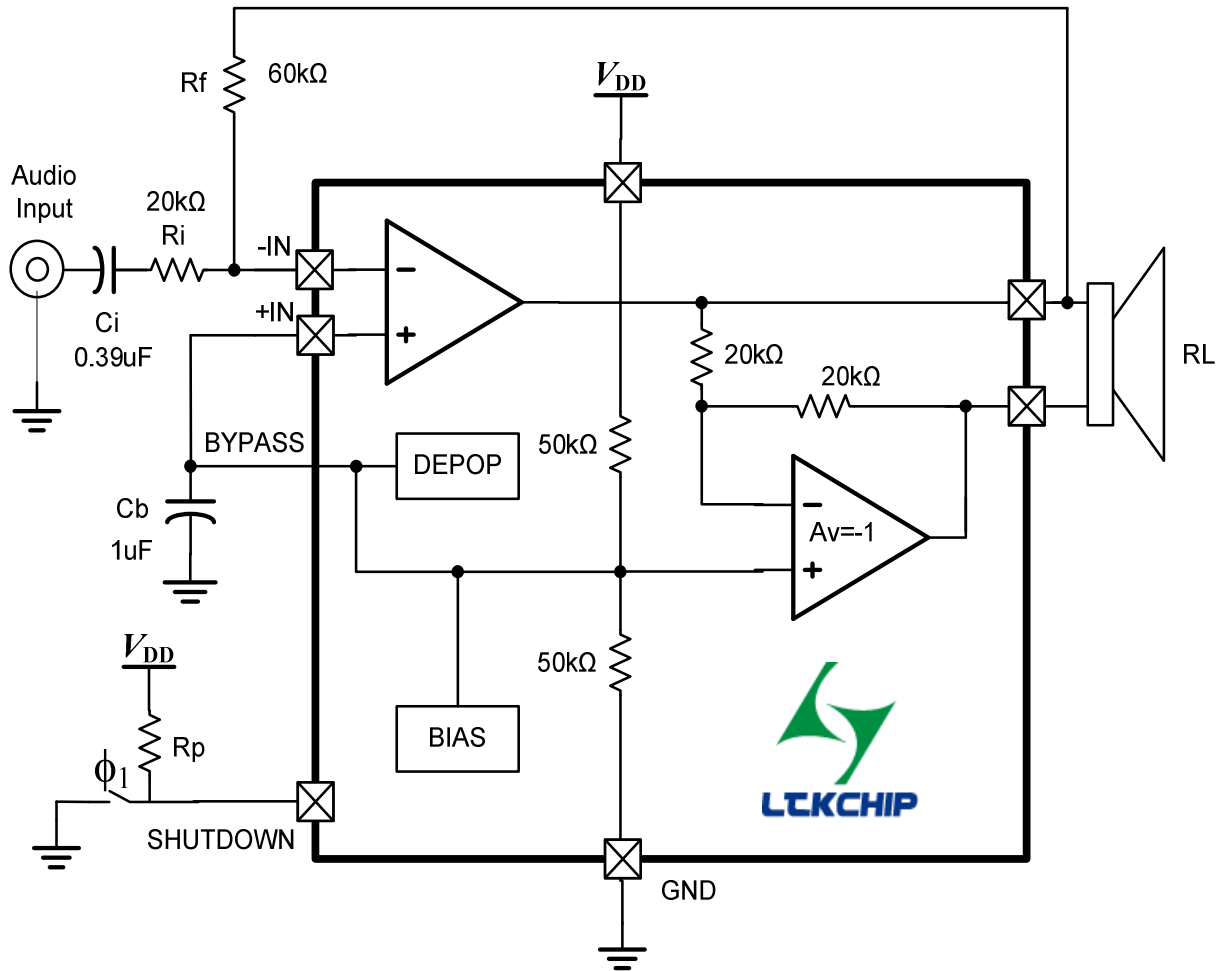 Rf
60kΩ
VDD
Audio
Input
20kΩ
Ri
-IN
+IN
Ci
0.39uF
20kΩ
20kΩ
RL
BYPASS
DEPOP
50kΩ
Cb
1uF
Av=-1
VDD
50kΩ
Rp
BIAS
ϕ1
SHUTDOWN
LTKCHIP
GND